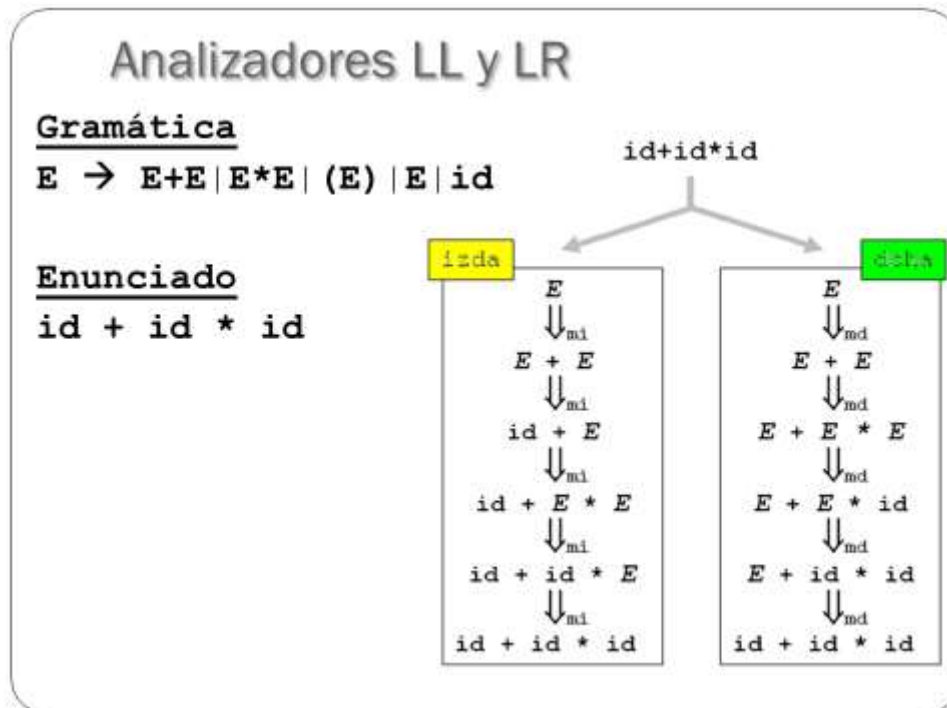 Analizadores LL y LR
Gramática
E → E+E|E*E|(E)|E|id
Enunciado
id + id * id
id+id*id
izda
E
mi
E + E
mi
id + E
mi
id + E * E
mi
id + id * E
mi
id + id * id
dcha
E
md
E + E
md
E + E * E
md
E + E * id
md
E + id * id
md
id + id * id